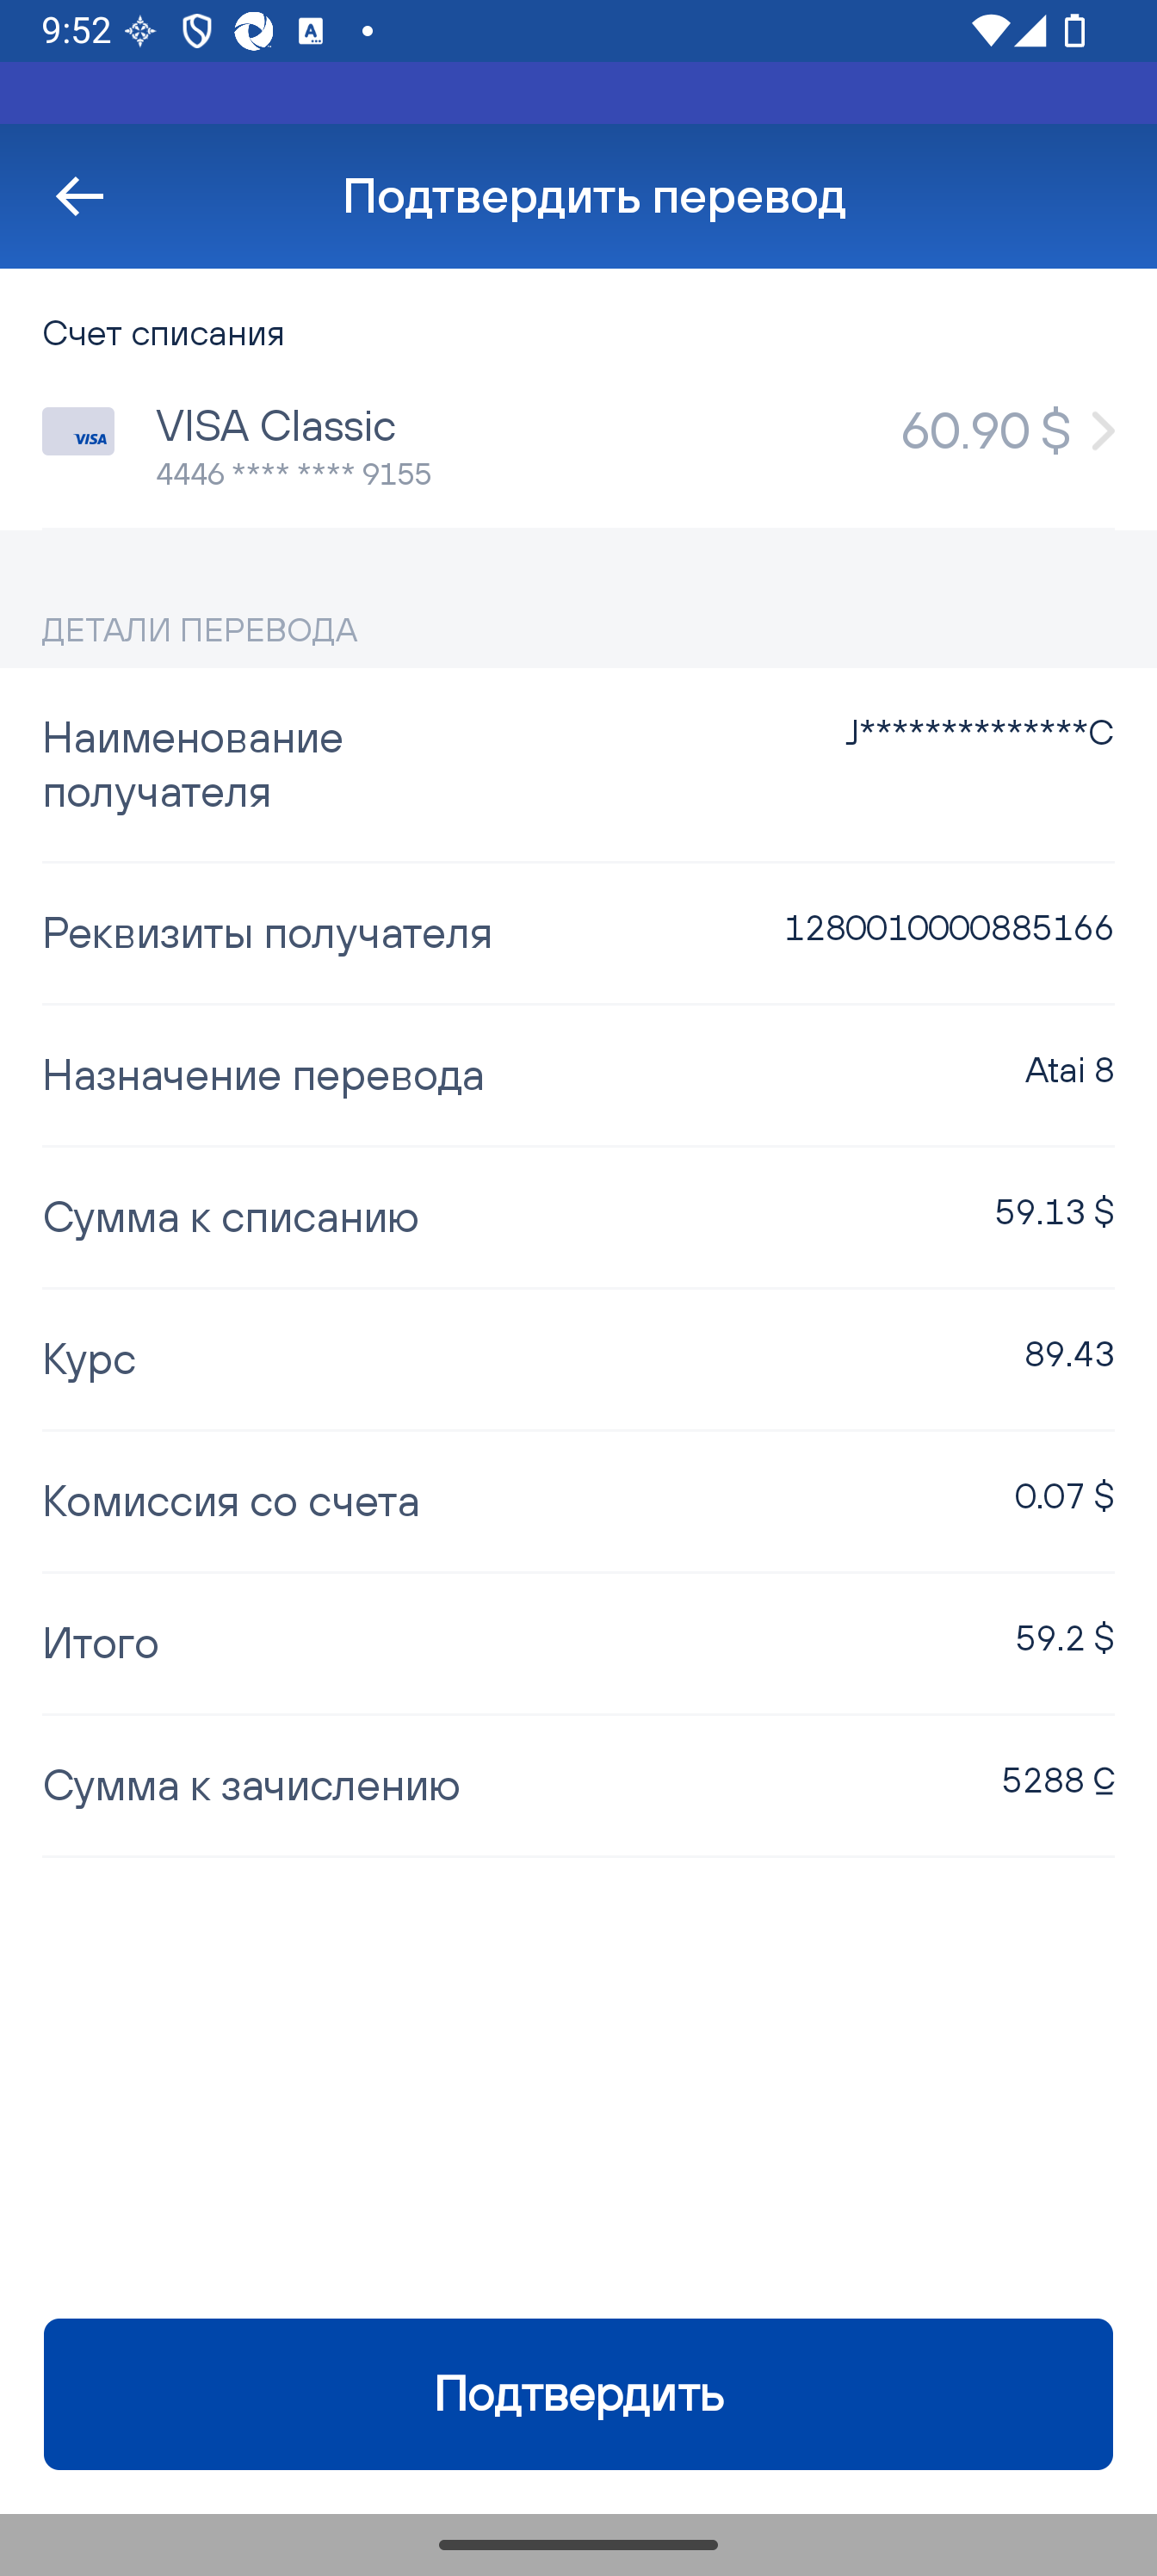 9:52
Подтвердить перевод
Счет списания
VISA
VISA Classic
60.90 $
4446 **** **** 9155
ДЕТАЛИ ПЕРЕВОДА
Наименование получателя
J**************C
Реквизиты получателя
1280010000885166
Назначение перевода
Atai 8
Сумма к списанию
59.13 $
Курс
89.43
Комиссия со счета
0.07 $
Итого
59.2 $
Сумма к зачислению
5288 с̲
Подтвердить